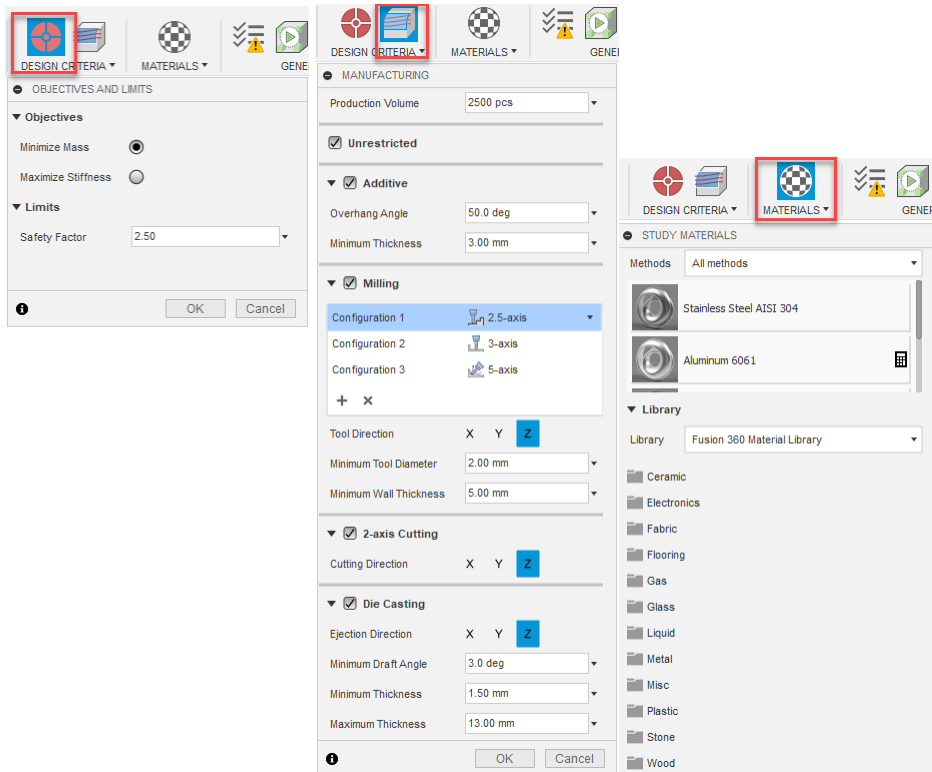 DESIGN CRITERIA
MATERIALS
GENE
OBJECTIVES AND LIMITS
Objectives
Minimize Mass
Maximize Stiffness
Limits
Safety Factor 2.50
OK Cancel
DESIGN CRITERIA
MATERIALS
GENE
MANUFACTURING
Production Volume 2500 pcs
Unrestricted
Additive
Overhang Angle 50.0 deg
Minimum Thickness 3.00 mm
Milling
Configuration 1 2.5-axis
Configuration 2 3-axis
Configuration 3 5-axis
Tool Direction X Y Z
Minimum Tool Diameter 2.00 mm
Minimum Wall Thickness 5.00 mm
2-axis Cutting
Cutting Direction X Y Z
Die Casting
Ejection Direction X Y Z
Minimum Draft Angle 3.0 deg
Minimum Thickness 1.50 mm
Maximum Thickness 13.00 mm
OK Cancel
DESIGN CRITERIA
MATERIALS
GENER
STUDY MATERIALS
Methods All methods
Stainless Steel AISI 304
Aluminum 6061
Library
Library Fusion 360 Material Library
Ceramic
Electronics
Fabric
Flooring
Gas
Glass
Liquid
Metal
Misc
Plastic
Stone
Wood